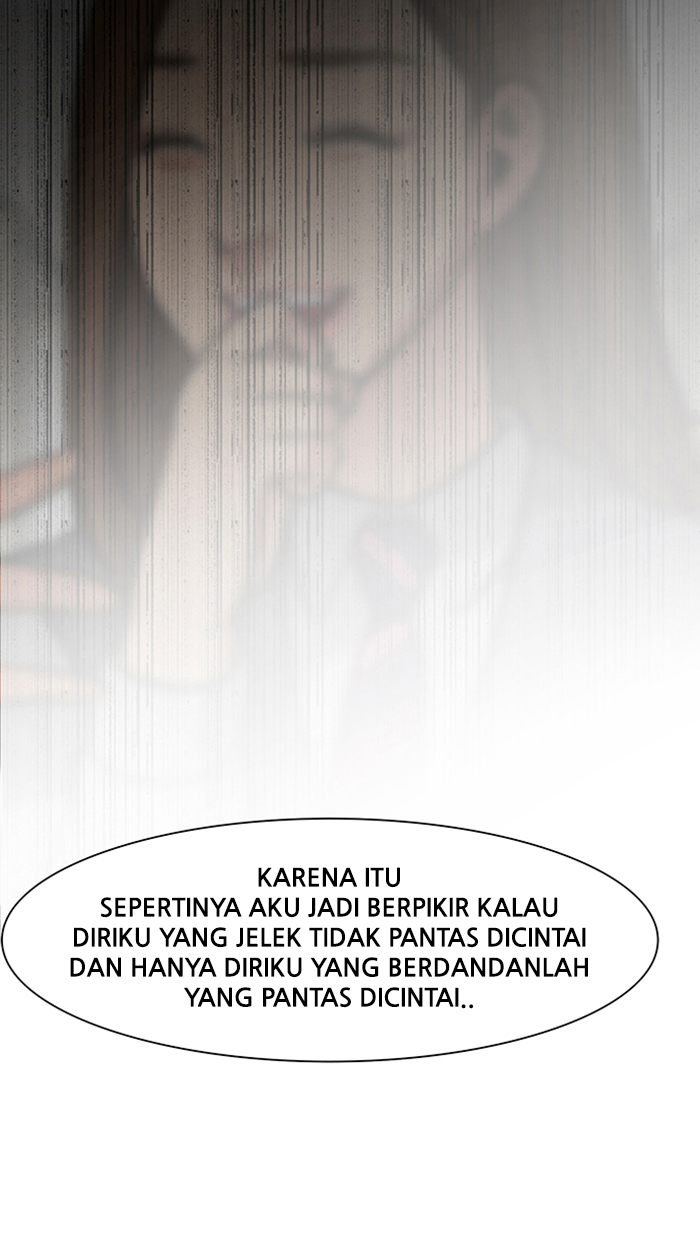 KARENA ITU
SEPERTINYA AKU JADI BERPIKIR KALAU
DIRIKU YANG JELEK TIDAK PANTAS DICINTAI
DAN HANYA DIRIKU YANG BERDANDANLAH
YANG PANTAS DICINTAI..